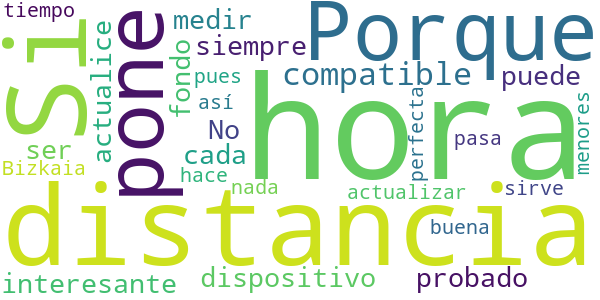 tiempo
Si
actualice
pone
fondo
medir
siempre
Porque
compatible
puede
pues
así
No
cada
hora
perfecta
pasa
menores
ser
Bizkaia
hace
nada
actualizar
sirve
distancia
buena
interesante
dispositivo
probado